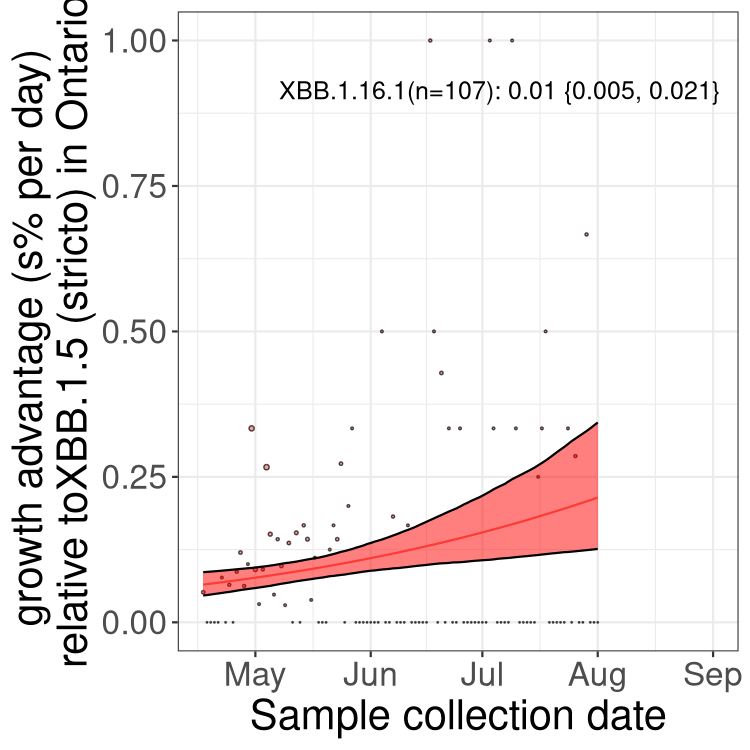 growth advantage (s% per day)
relative toXBB.1.5 (stricto) in Ontario
1.00
XBB.1.16.1(n=107): 0.01 {0.005, 0.021}
0.75
0.50
0.25
0.00
May Jun Jul Aug Sep
Sample collection date